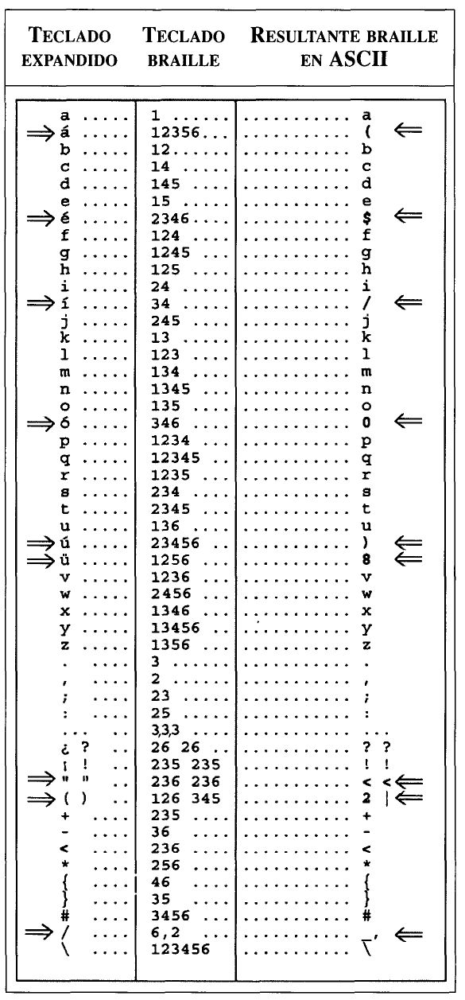 TECLADO EXPANDIDO TECLADO BRAILLE RESULTANTE BRAILLE EN ASCII
a ..... 1 ....... ........... a
⇒ á ..... 12356... ........... ( ⇐
b ..... 12...... ........... b
c ..... 14 ..... ........... c
d ..... 145 .... ........... d
e ..... 15 ..... ........... e
⇒ é ..... 2346.... ........... $ ⇐
f ..... 124 .... ........... f
g ..... 1245 ... ........... g
h ..... 125 .... ........... h
i ..... 24 ..... ........... i
⇒ í ..... 34 ..... ........... / ⇐
j ..... 245 .... ........... j
k ..... 13 ..... ........... k
l ..... 123 .... ........... l
m ..... 134 .... ........... m
n ..... 1345 ... ........... n
o ..... 135 .... ........... o
⇒ ó ..... 346 .... ........... 0 ⇐
p ..... 1234 ... ........... p
q ..... 12345 .. ........... q
r ..... 1235 ... ........... r
s ..... 234 .... ........... s
t ..... 2345 ... ........... t
u ..... 136 .... ........... u
⇒ ú ..... 23456 .. ........... ) ⇐
⇒ ü ..... 1256 ... ........... 8 ⇐
v ..... 1236 ... ........... v
w ..... 2456 ... ........... w
x ..... 1346 ... ........... x
y ..... 13456 .. ........... y
z ..... 1356 ... ........... z
. .... 3 ...... ........... .
, .... 2 ...... ........... ,
; .... 23 ..... ........... ;
: .... 25 ..... ........... :
... .. 3,3,3 .... ........... ...
¿ ? .. 26 26 .. ........... ? ?
¡ ! .. 235 235 ........... ! !
⇒ " " .. 236 236 ........... < < ⇐
⇒ ( ) .. 126 345 ........... 2 | ⇐
+ .... 235 .... ........... +
- .... 36 ..... ........... -
< .... 236 .... ........... <
* .... 256 .... ........... *
{ .... 46 ..... ........... {
} .... 35 ..... ........... }
# .... 3456 ... ........... #
⇒ / .... 6,2 .... ........... _, ⇐
\ .... 123456 ........... \